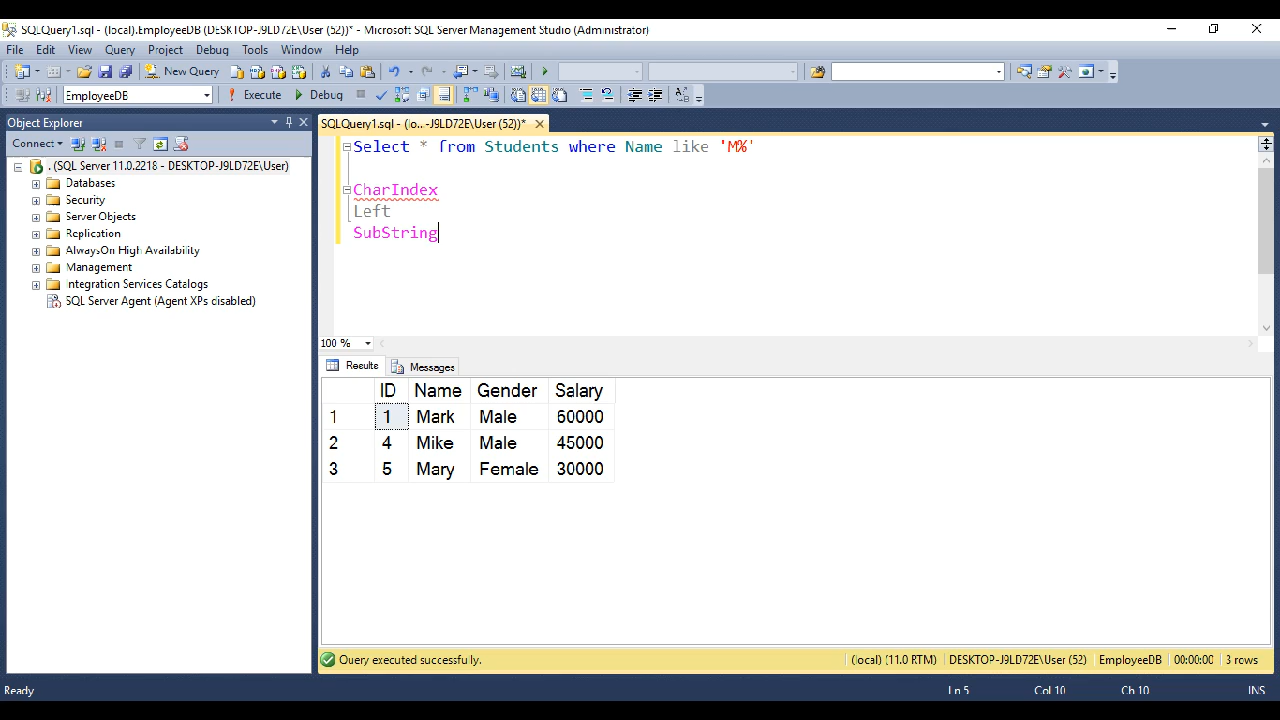 SQLQuery1.sql - (local).EmployeeDB (DESKTOP-J9LD72E\User (52))* - Microsoft SQL Server Management Studio (Administrator)
File Edit View Query Project Debug Tools Window Help
New Query
EmployeeDB Execute Debug
Object Explorer
SQLQuery1.sql - (lo...-J9LD72E\User (52))*
Connect
. (SQL Server 11.0.2218 - DESKTOP-J9LD72E\User)
Databases
Security
Server Objects
Replication
AlwaysOn High Availability
Management
Integration Services Catalogs
SQL Server Agent (Agent XPs disabled)
Select * from Students where Name like 'M%'
CharIndex
Left
SubString
100 %
Results Messages
ID Name Gender Salary
1 1 Mark Male 60000
2 4 Mike Male 45000
3 5 Mary Female 30000
Query executed successfully. (local) (11.0 RTM) DESKTOP-J9LD72E\User (52) EmployeeDB 00:00:00 3 rows
Ready Ln 5 Col 10 Ch 10 INS